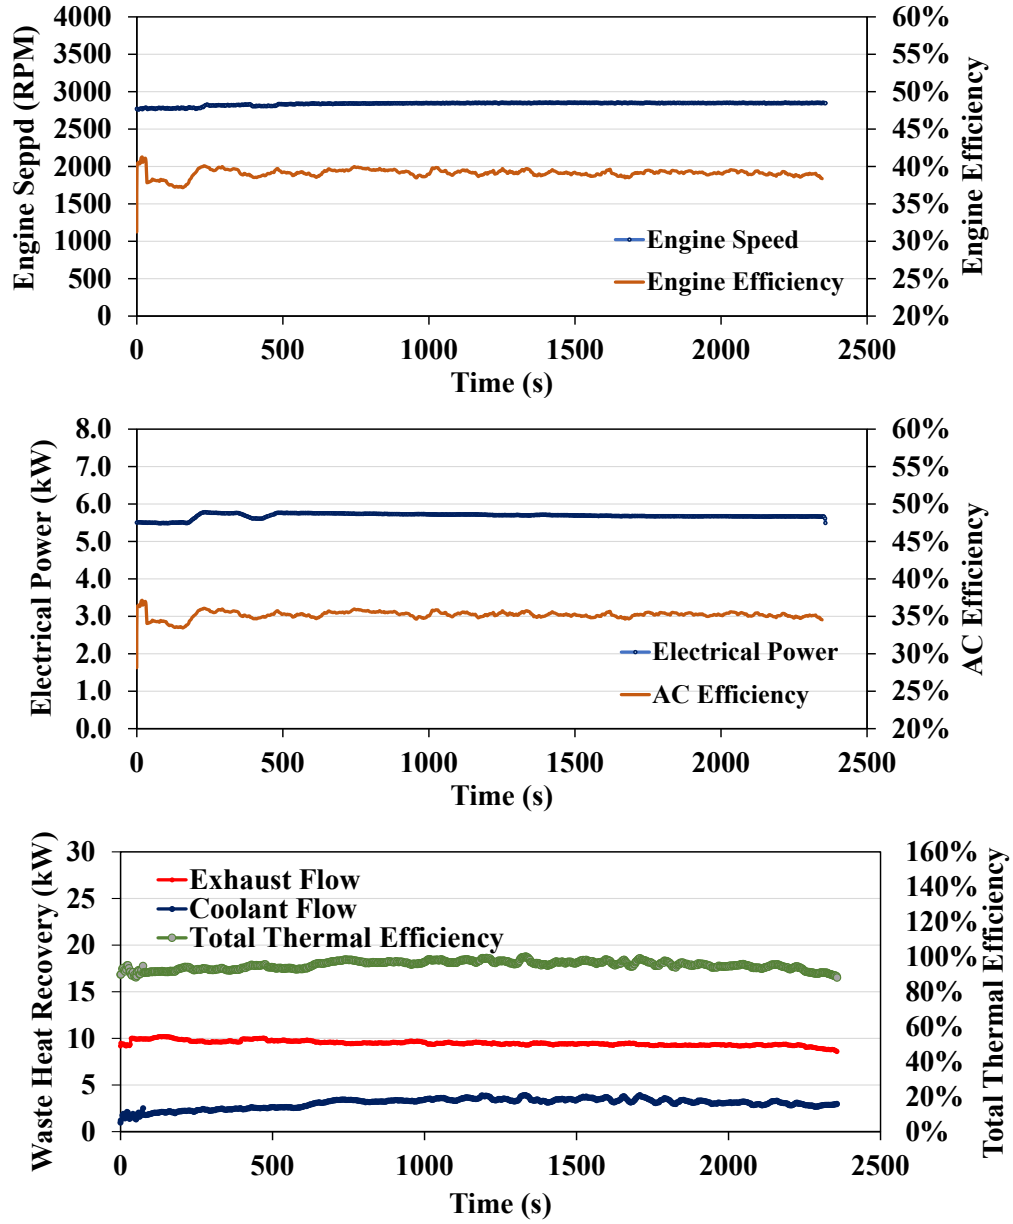 4000
3500
3000
2500
2000
1500
1000
500
0
Engine Seppd (RPM)
60%
55%
50%
45%
40%
35%
30%
25%
20%
Engine Efficiency
Engine Speed
Engine Efficiency
0 500 1000 1500 2000 2500
Time (s)
8.0
7.0
6.0
5.0
4.0
3.0
2.0
1.0
0.0
Electrical Power (kW)
60%
55%
50%
45%
40%
35%
30%
25%
20%
AC Efficiency
Electrical Power
AC Efficiency
0 500 1000 1500 2000 2500
Time (s)
30
25
20
15
10
5
0
Waste Heat Recovery (kW)
160%
140%
120%
100%
80%
60%
40%
20%
0%
Total Thermal Efficiency
Exhaust Flow
Coolant Flow
Total Thermal Efficiency
0 500 1000 1500 2000 2500
Time (s)